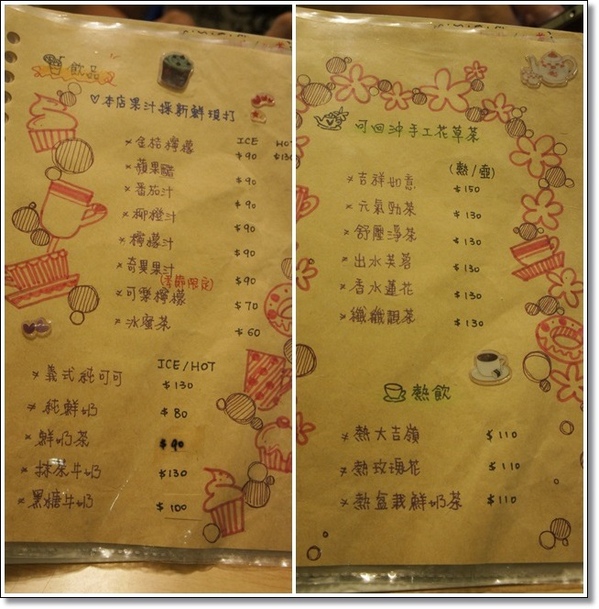 飲品
♡本店果汁採新鮮現打
ICE HOT
×金桔檸檬 $90 $130
×蘋果醋 $90
×番茄汁 $90
×柳橙汁 $90
×檸檬汁 $90
×奇異果汁 $90
(季節限定)
×可樂檸檬 $70
×冰蜜茶 $60
ICE/HOT
×義式純可可 $130
×純鮮奶 $80
×鮮奶茶 $90
×抹茶牛奶 $130
×黑糖牛奶 $100
可回沖手工花草茶
(熱/壺)
×吉祥如意 $150
×元氣勁茶 $130
×舒壓淨茶 $130
×出水芙蓉 $130
×香水蓮花 $130
×纖纖靚茶 $130
熱飲
×熱大吉嶺 $110
×熱玫瑰花 $110
×熱盆栽鮮奶茶 $110